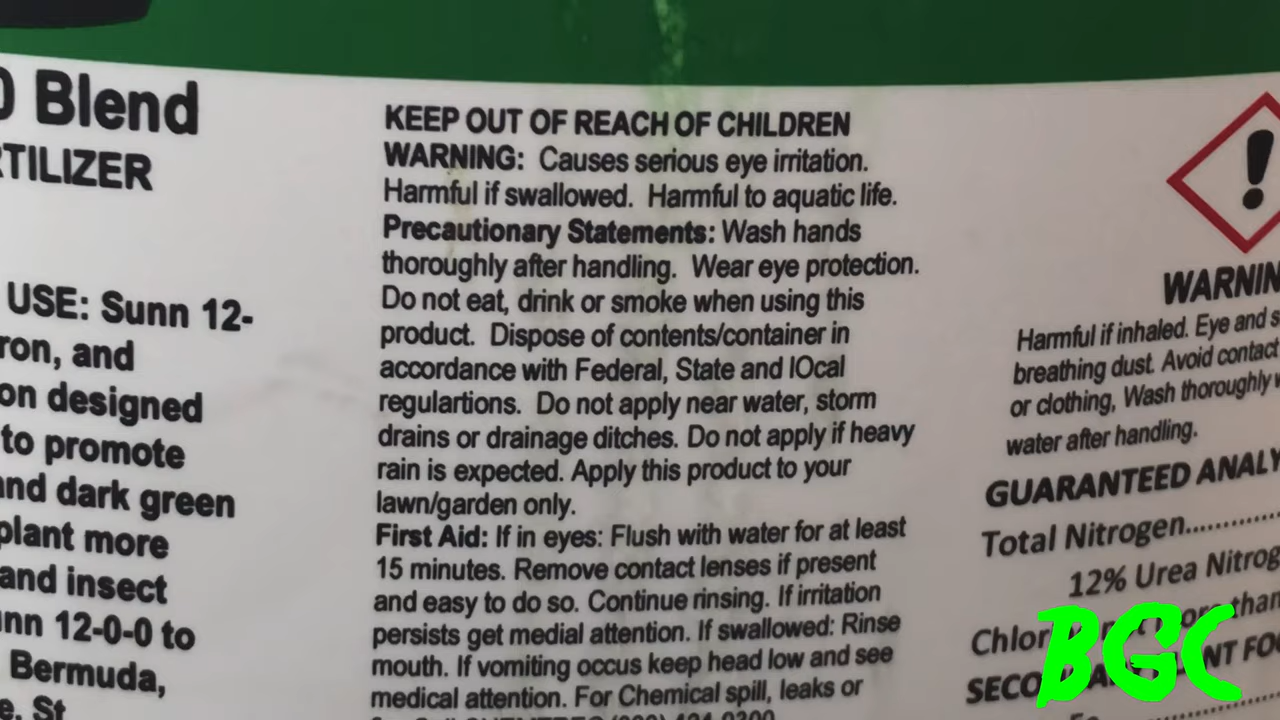 0 Blend
RTILIZER
USE: Sunn 12-
ron, and
on designed
to promote
and dark green
plant more
and insect
unn 12-0-0 to
Bermuda,
e, St
KEEP OUT OF REACH OF CHILDREN
WARNING: Causes serious eye irritation.
Harmful if swallowed. Harmful to aquatic life.
Precautionary Statements: Wash hands
thoroughly after handling. Wear eye protection.
Do not eat, drink or smoke when using this
product. Dispose of contents/container in
accordance with Federal, State and lOcal
regulartions. Do not apply near water, storm
drains or drainage ditches. Do not apply if heavy
rain is expected. Apply this product to your
lawn/garden only.
First Aid: If in eyes: Flush with water for at least
15 minutes. Remove contact lenses if present
and easy to do so. Continue rinsing. If irritation
persists get medial attention. If swallowed: Rinse
mouth. If vomiting occus keep head low and see
medical attention. For Chemical spill, leaks or
!
WARNIN
Harmful if inhaled. Eye and s
breathing dust. Avoid contact
or clothing, Wash thoroughly w
water after handling.
GUARANTEED ANALY
Total Nitrogen..............
12% Urea Nitrog
Chlor more than
SECO NT FO
Fe
BGC